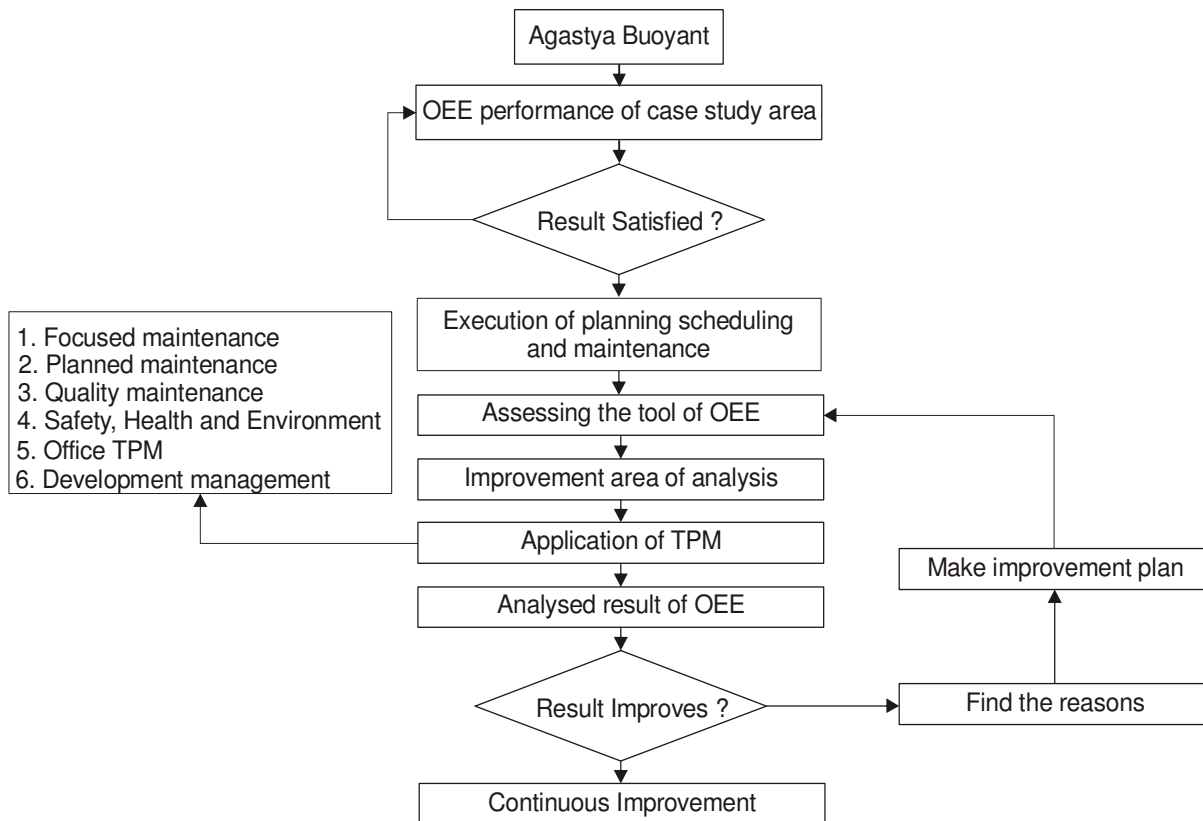 Agastya Buoyant
OEE performance of case study area
Result Satisfied ?
Execution of planning scheduling
and maintenance
1. Focused maintenance
2. Planned maintenance
3. Quality maintenance
4. Safety, Health and Environment
5. Office TPM
6. Development management
Assessing the tool of OEE
Improvement area of analysis
Application of TPM
Make improvement plan
Analysed result of OEE
Result Improves ?
Find the reasons
Continuous Improvement